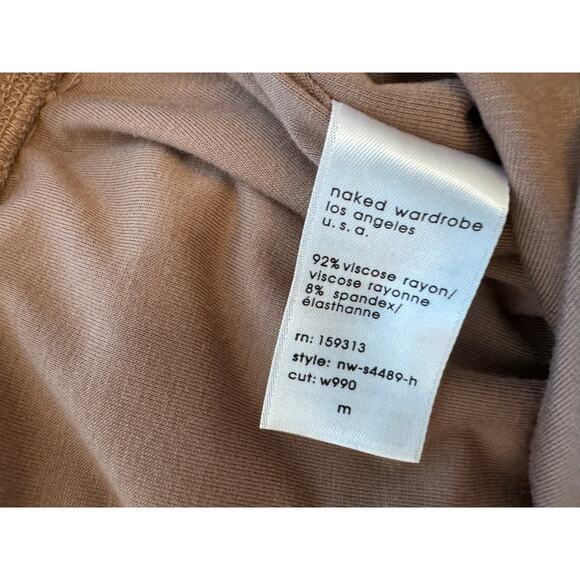 naked wardrobe
los angeles
u.s.a.
92% viscose rayon/
viscose rayonne
8% spandex/
élasthanne
rn: 159313
style: nw-s4489-h
cut: w990
m